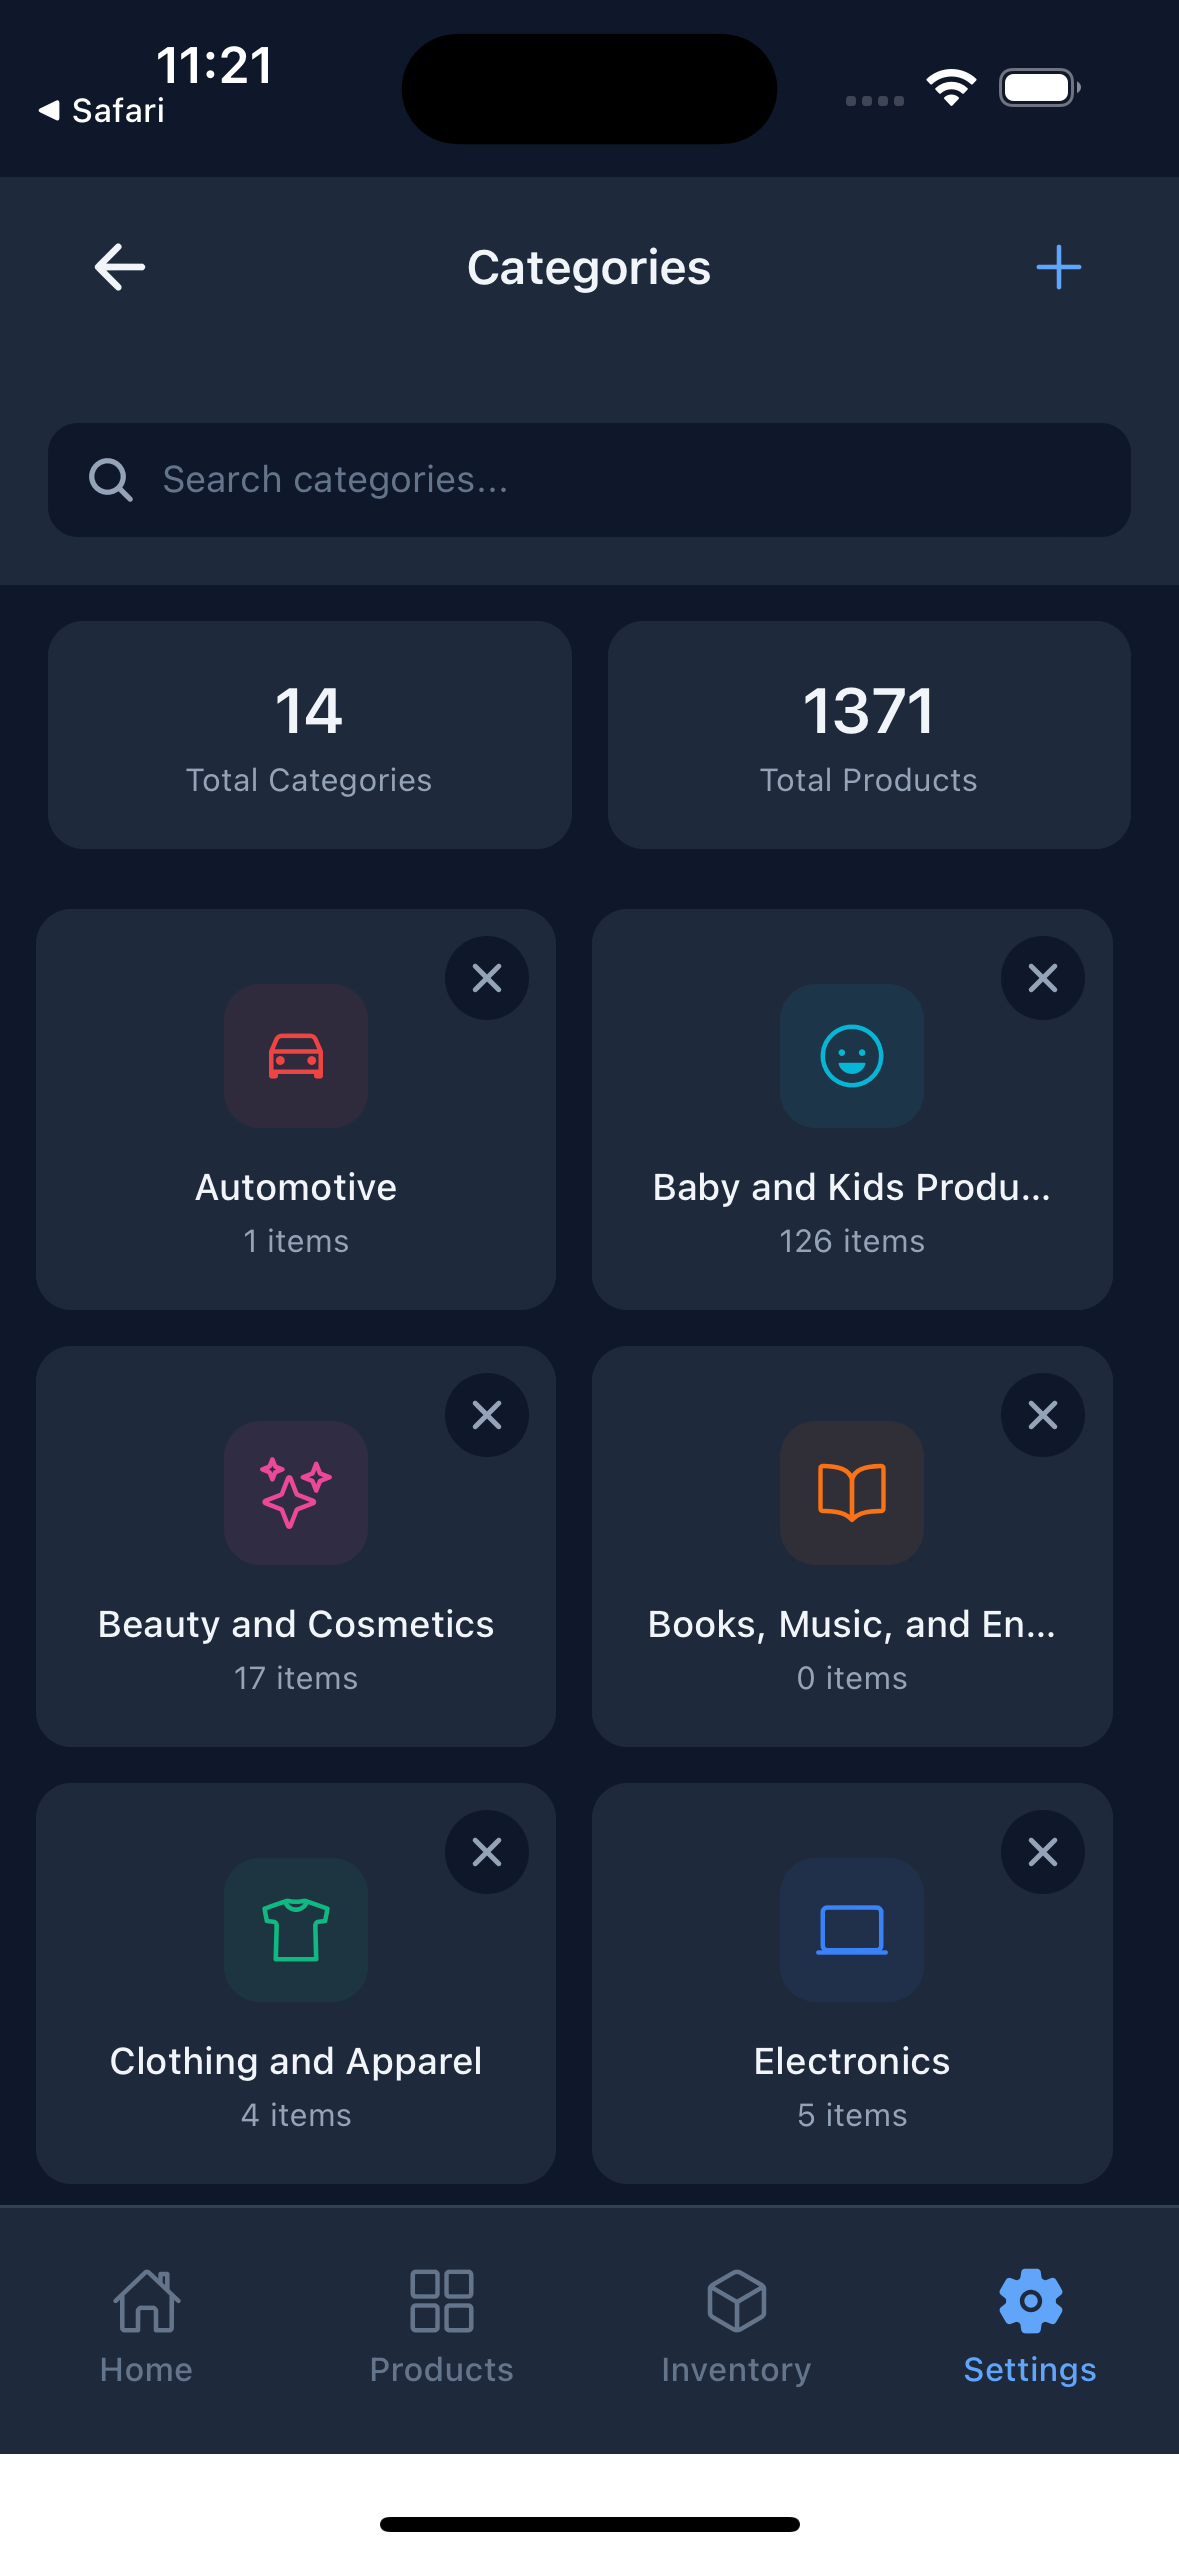 11:21
Safari
Categories
Search categories...
14
Total Categories
1371
Total Products
Automotive
1 items
Baby and Kids Produ...
126 items
Beauty and Cosmetics
17 items
Books, Music, and En...
0 items
Clothing and Apparel
4 items
Electronics
5 items
Home
Products
Inventory
Settings